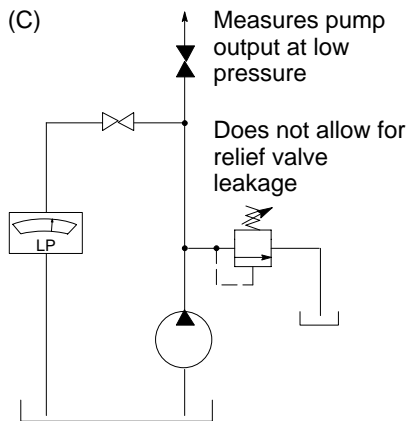 (C)
Measures pump
output at low
pressure
Does not allow for
relief valve
leakage
LP